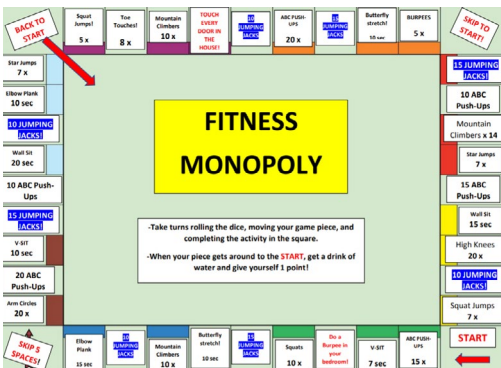 BACK TO
START
Squat
Jumps!
5 x
Toe
Touches!
8 x
Mountain
Climbers
10 x
TOUCH
EVERY
DOOR IN
THE
HOUSE!
10
JUMPING
JACKS
ABC PUSH-
UPS
20 x
15
JUMPING
JACKS
Butterfly
stretch!
10 sec
BURPEES
5 x
SKIP TO
START!
Star Jumps
7 x
Elbow Plank
10 sec
10 JUMPING
JACKS!
Wall Sit
20 sec
10 ABC Push-
Ups
15 JUMPING
JACKS!
V-SIT
10 sec
20 ABC
Push-Ups
Arm Circles
20 x
FITNESS
MONOPOLY
-Take turns rolling the dice, moving your game piece, and
completing the activity in the square.
-When your piece gets around to the START, get a drink of
water and give yourself 1 point!
15 JUMPING
JACKS!
10 ABC
Push-Ups
Mountain
Climbers x 14
Star Jumps
7 x
15 ABC
Push-Ups
Wall Sit
15 sec
High Knees
20 x
10 JUMPING
JACKS!
Squat Jumps
7 x
SKIP 5
SPACES!
Elbow
Plank
15 sec
10
JUMPING
JACKS
Mountain
Climbers
10 x
Butterfly
stretch!
10 sec
JUMPING
JACKS
Squats
10 x
Do a
Burpee in
your
bedroom!
V-SIT
7 sec
ABC PUSH-
UPS
15 x
START